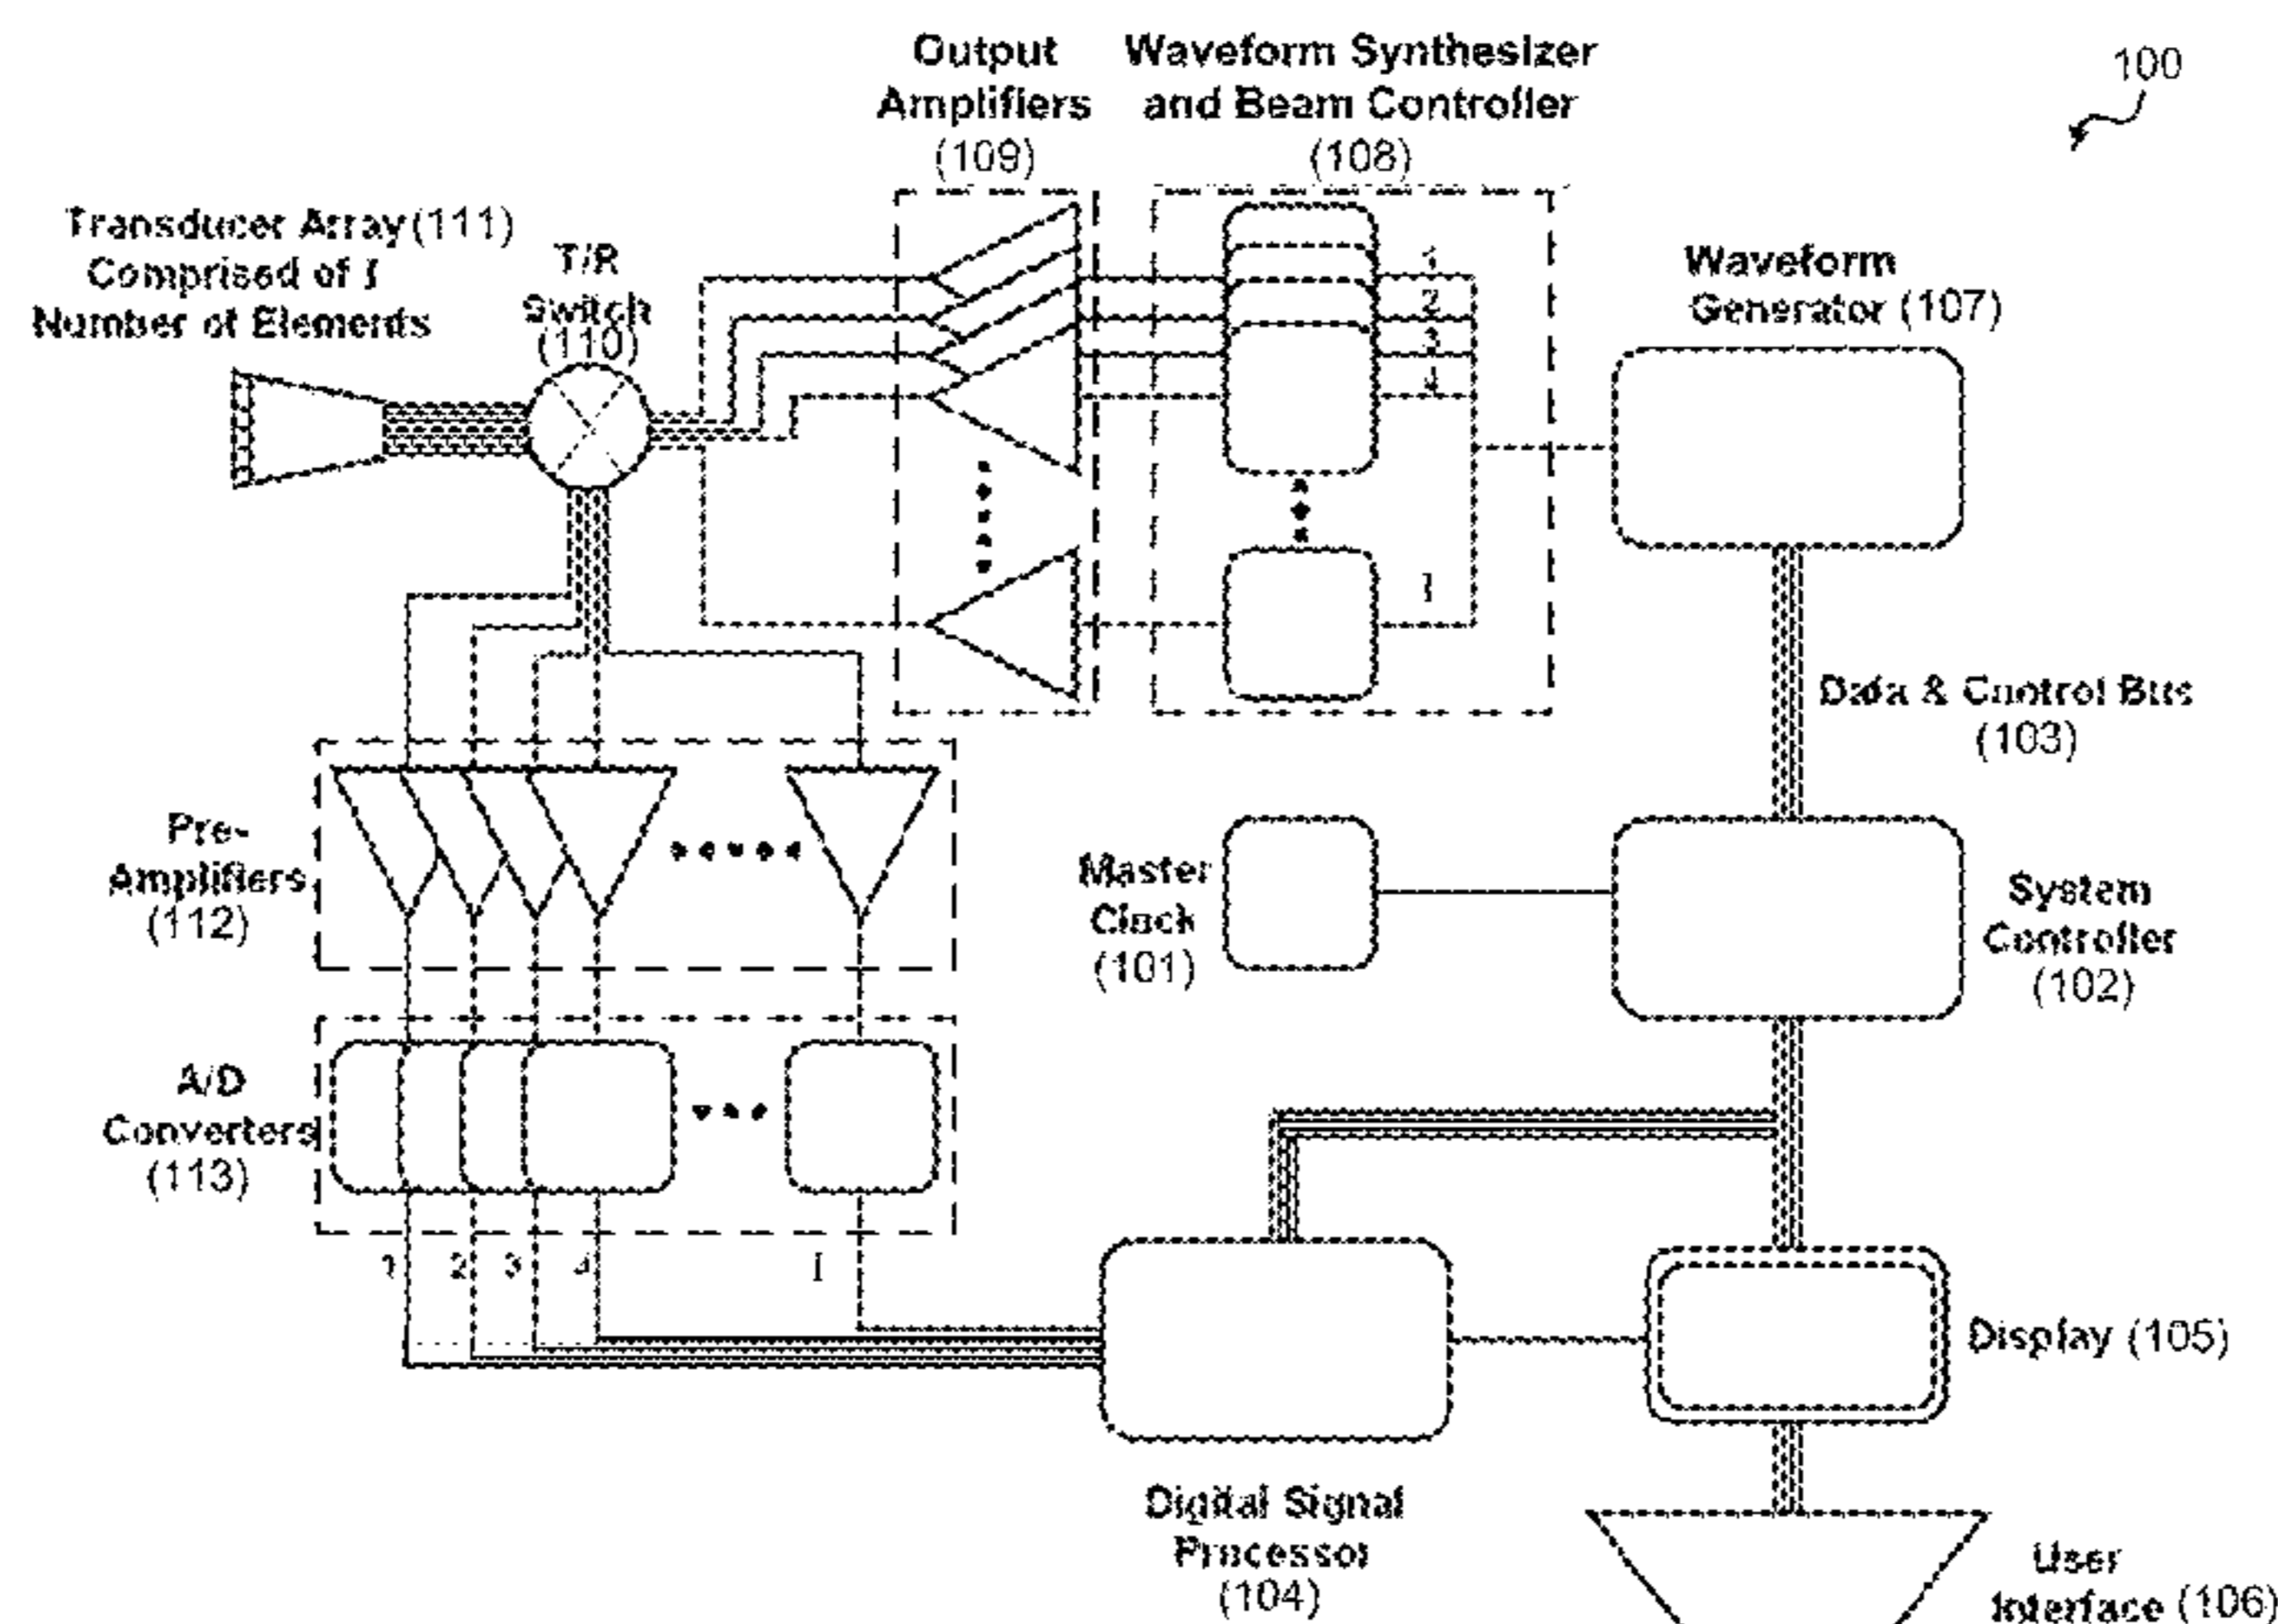 100
Output
Amplifiers
(109)
Waveform Synthesizer
and Beam Controller
(108)
Transducer Array (111)
Comprised of I
Number of Elements
T/R
Switch
(110)
1
2
3
4
I
Waveform
Generator (107)
Data & Control Bus
(103)
Pre-
Amplifiers
(112)
Master
Clock
(101)
System
Controller
(102)
A/D
Converters
(113)
1 2 3 4 I
Display (105)
Digital Signal
Processor
(104)
User
Interface (106)